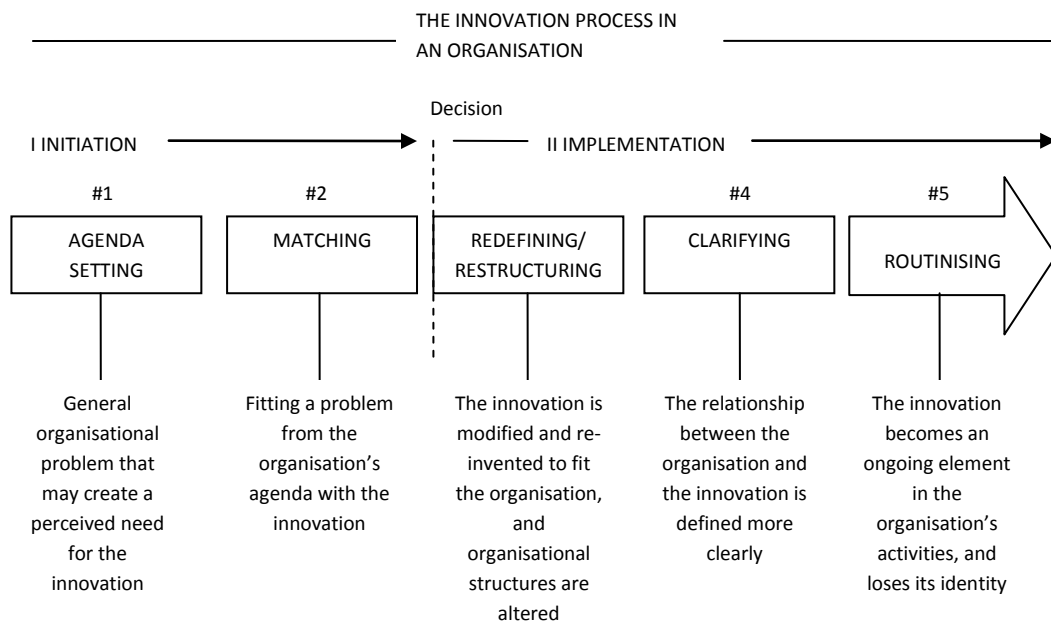 THE INNOVATION PROCESS IN
AN ORGANISATION
Decision
I INITIATION
II IMPLEMENTATION
#1
#2
#4
#5
AGENDA
SETTING
MATCHING
REDEFINING/
RESTRUCTURING
CLARIFYING
ROUTINISING
General
organisational
problem that
may create a
perceived need
for the
innovation
Fitting a problem
from the
organisation’s
agenda with the
innovation
The innovation is
modified and re-
invented to fit
the organisation,
and
organisational
structures are
altered
The relationship
between the
organisation and
the innovation is
defined more
clearly
The innovation
becomes an
ongoing element
in the
organisation’s
activities, and
loses its identity